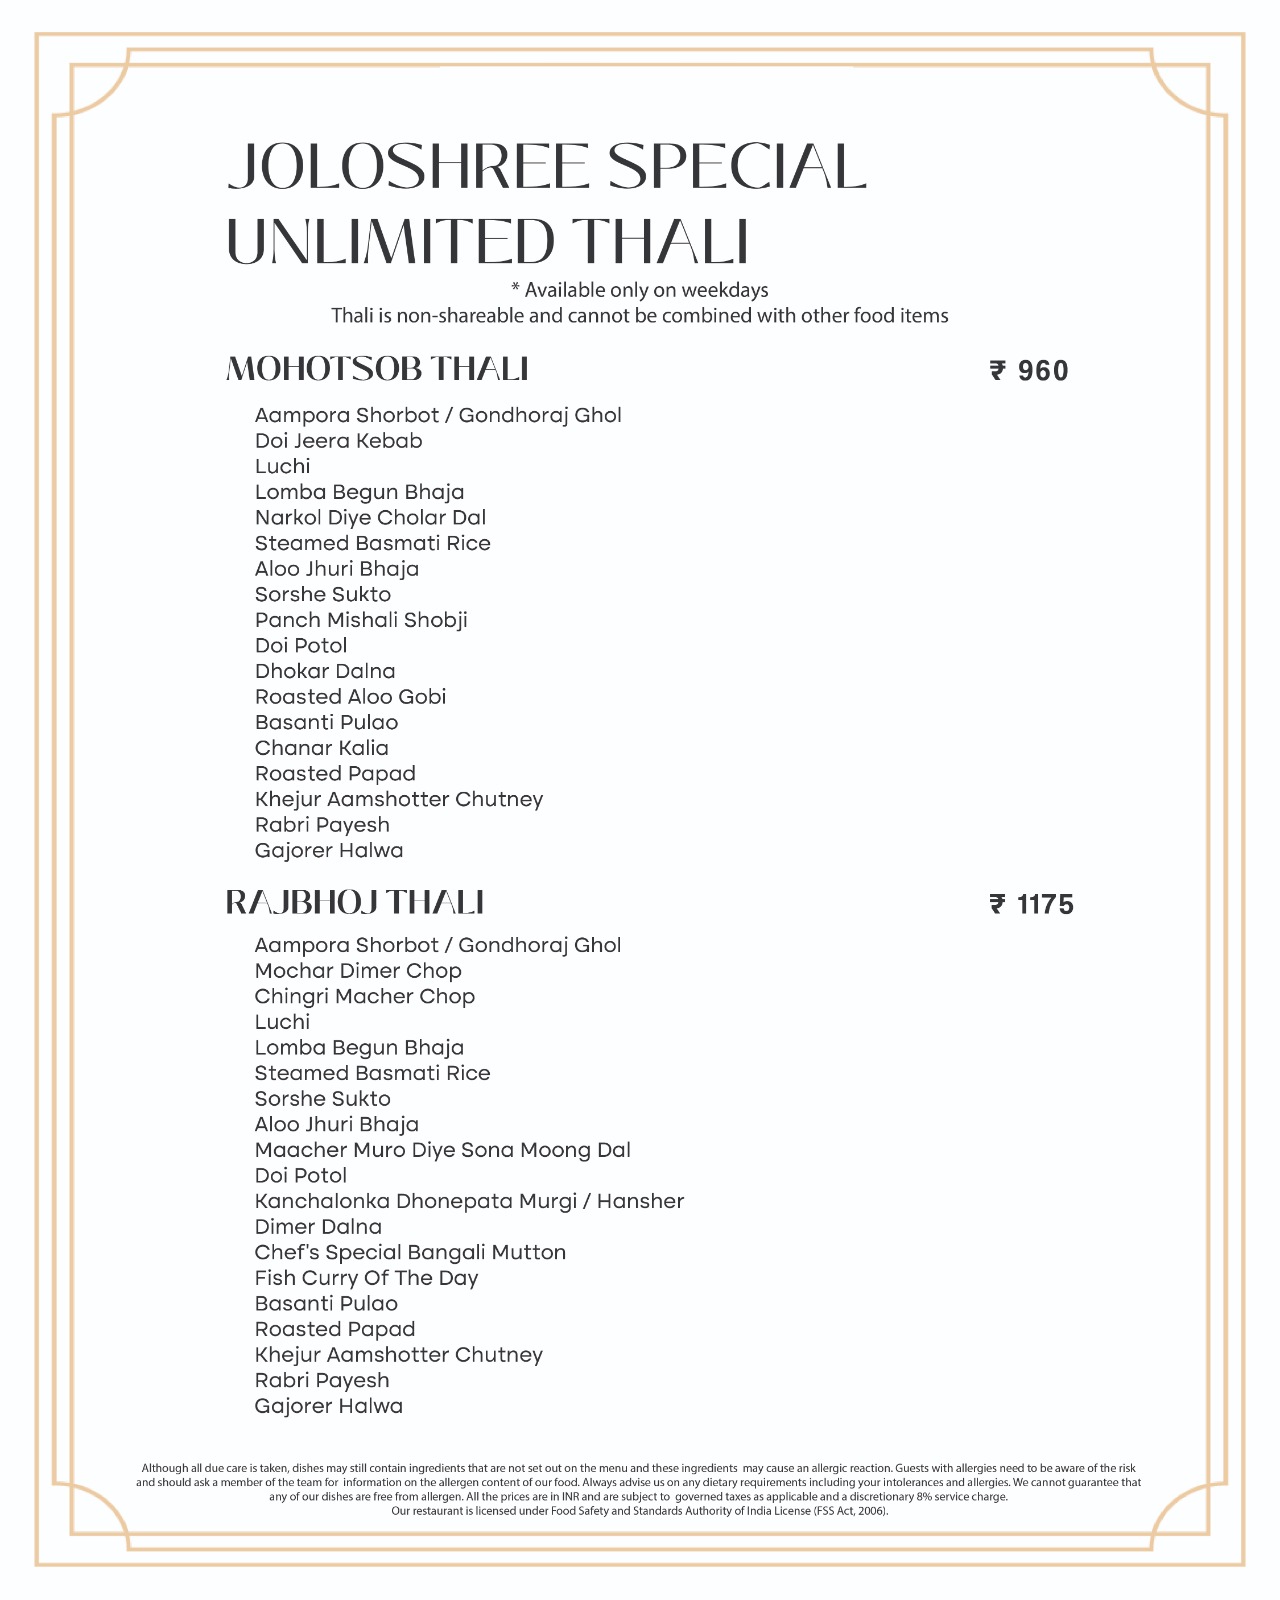 JOLOSHREE SPECIAL
UNLIMITED THALI
* Available only on weekdays
Thali is non-shareable and cannot be combined with other food items
MOHOTSOB THALI ₹ 960
Aampora Shorbot / Gondhoraj Ghol
Doi Jeera Kebab
Luchi
Lomba Begun Bhaja
Narkol Diye Cholar Dal
Steamed Basmati Rice
Aloo Jhuri Bhaja
Sorshe Sukto
Panch Mishali Shobji
Doi Potol
Dhokar Dalna
Roasted Aloo Gobi
Basanti Pulao
Chanar Kalia
Roasted Papad
Khejur Aamshotter Chutney
Rabri Payesh
Gajorer Halwa
RAJBHOJ THALI ₹ 1175
Aampora Shorbot / Gondhoraj Ghol
Mochar Dimer Chop
Chingri Macher Chop
Luchi
Lomba Begun Bhaja
Steamed Basmati Rice
Sorshe Sukto
Aloo Jhuri Bhaja
Maacher Muro Diye Sona Moong Dal
Doi Potol
Kanchalonka Dhonepata Murgi / Hansher
Dimer Dalna
Chef's Special Bangali Mutton
Fish Curry Of The Day
Basanti Pulao
Roasted Papad
Khejur Aamshotter Chutney
Rabri Payesh
Gajorer Halwa
Although all due care is taken, dishes may still contain ingredients that are not set out on the menu and these ingredients may cause an allergic reaction. Guests with allergies need to be aware of the risk
and should ask a member of the team for information on the allergen content of our food. Always advise us on any dietary requirements including your intolerances and allergies. We cannot guarantee that
any of our dishes are free from allergen. All the prices are in INR and are subject to governed taxes as applicable and a discretionary 8% service charge.
Our restaurant is licensed under Food Safety and Standards Authority of India License (FSS Act, 2006).